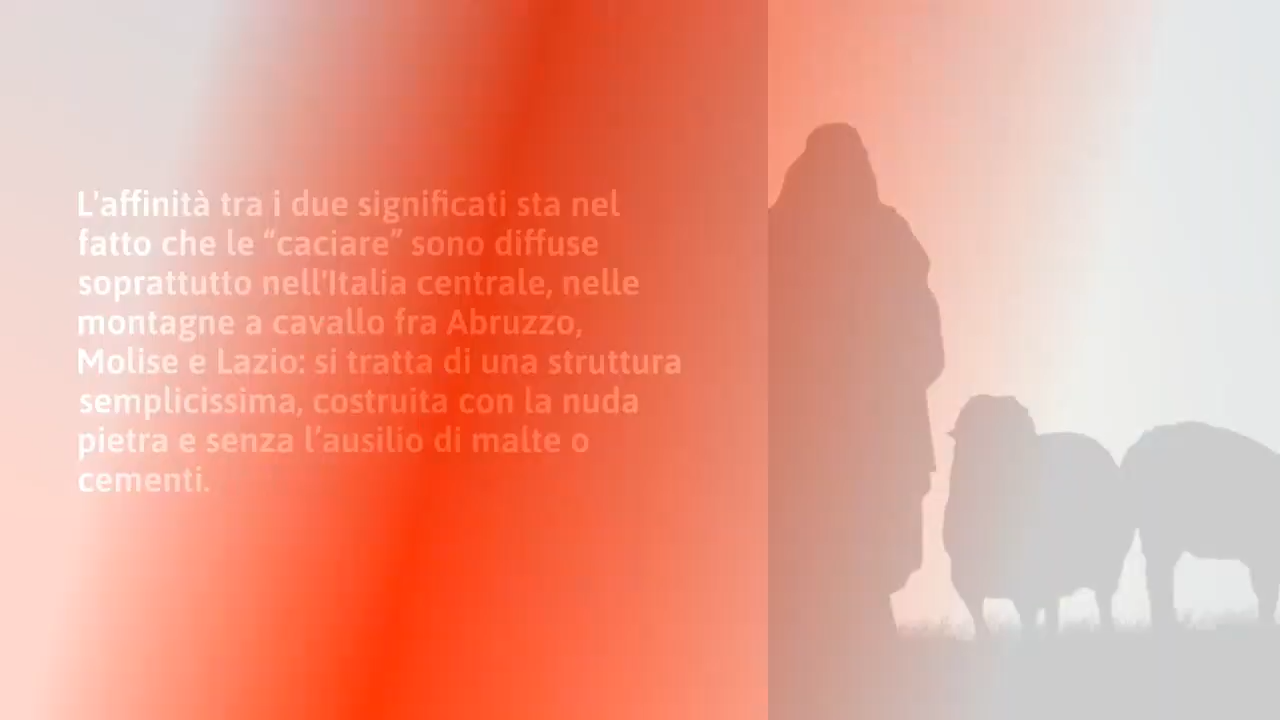 L'affinità tra i due significati sta nel
fatto che le “caciare” sono diffuse
soprattutto nell'Italia centrale, nelle
montagne a cavallo fra Abruzzo,
Molise e Lazio: si tratta di una struttura
semplicissima, costruita con la nuda
pietra e senza l’ausilio di malte o
cementi.